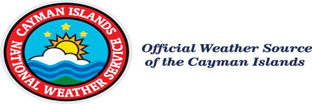 CAYMAN ISLANDS
NATIONAL WEATHER SERVICE
Official Weather Source
of the Cayman Islands